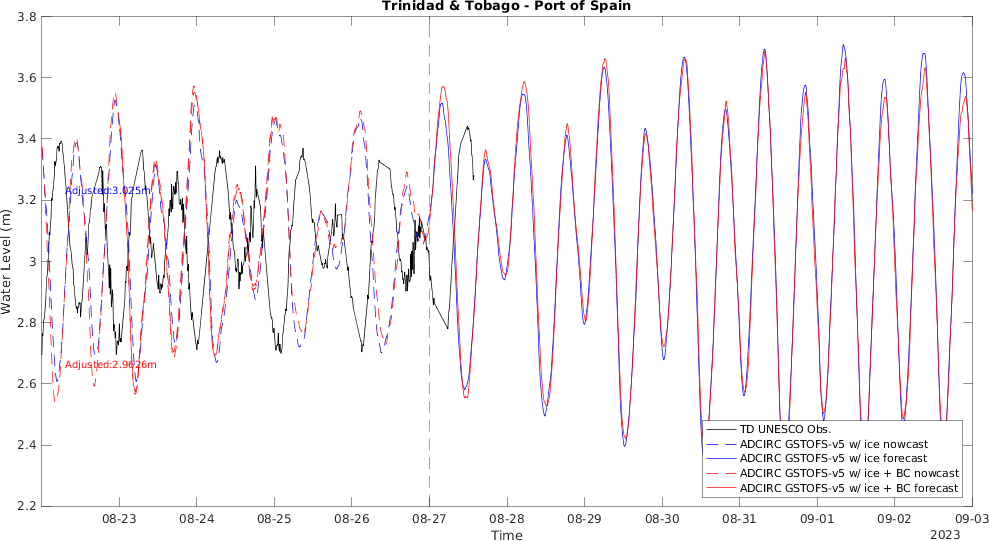 Trinidad & Tobago - Port of Spain
3.8
3.6
3.4
3.2
3
2.8
2.6
2.4
2.2
Water Level (m)
Adjusted:3.025m
Adjusted:2.9626m
TD UNESCO Obs.
ADCIRC GSTOFS-v5 w/ ice nowcast
ADCIRC GSTOFS-v5 w/ ice forecast
ADCIRC GSTOFS-v5 w/ ice + BC nowcast
ADCIRC GSTOFS-v5 w/ ice + BC forecast
08-23 08-24 08-25 08-26 08-27 08-28 08-29 08-30 08-31 09-01 09-02 09-03
Time
2023